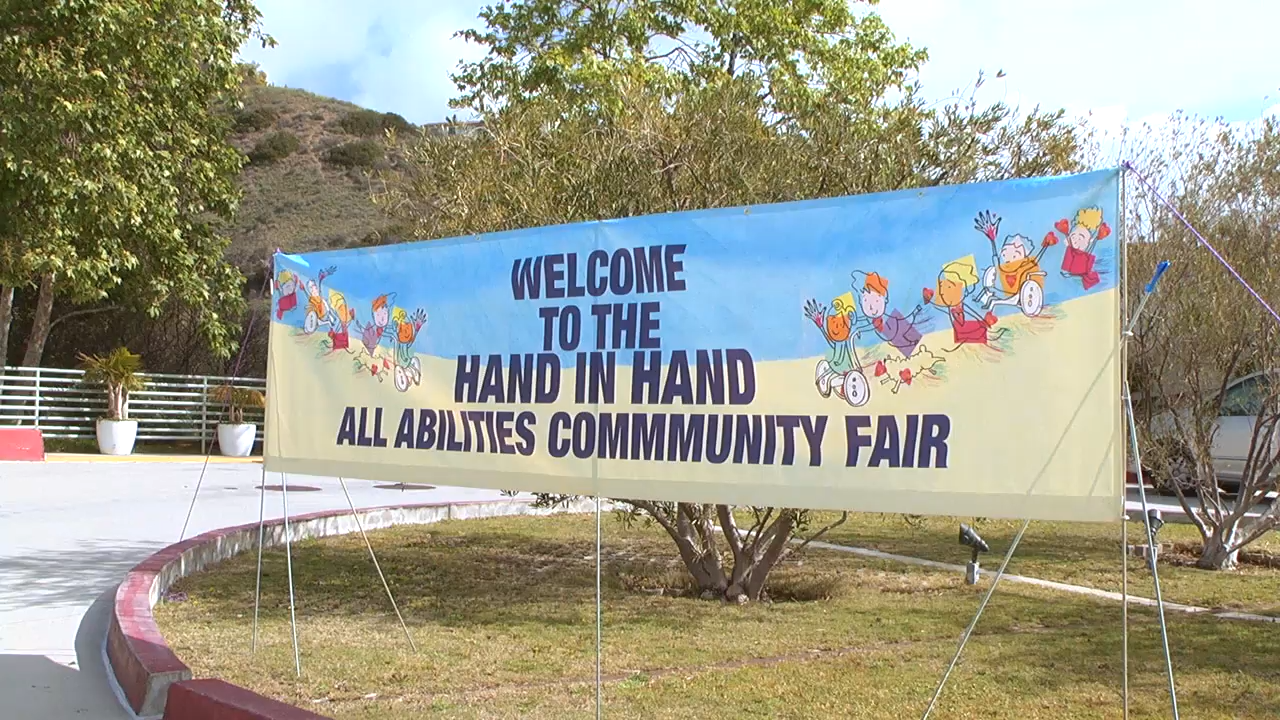 WELCOME
TO THE
HAND IN HAND
ALL ABILITIES COMMMUNITY FAIR